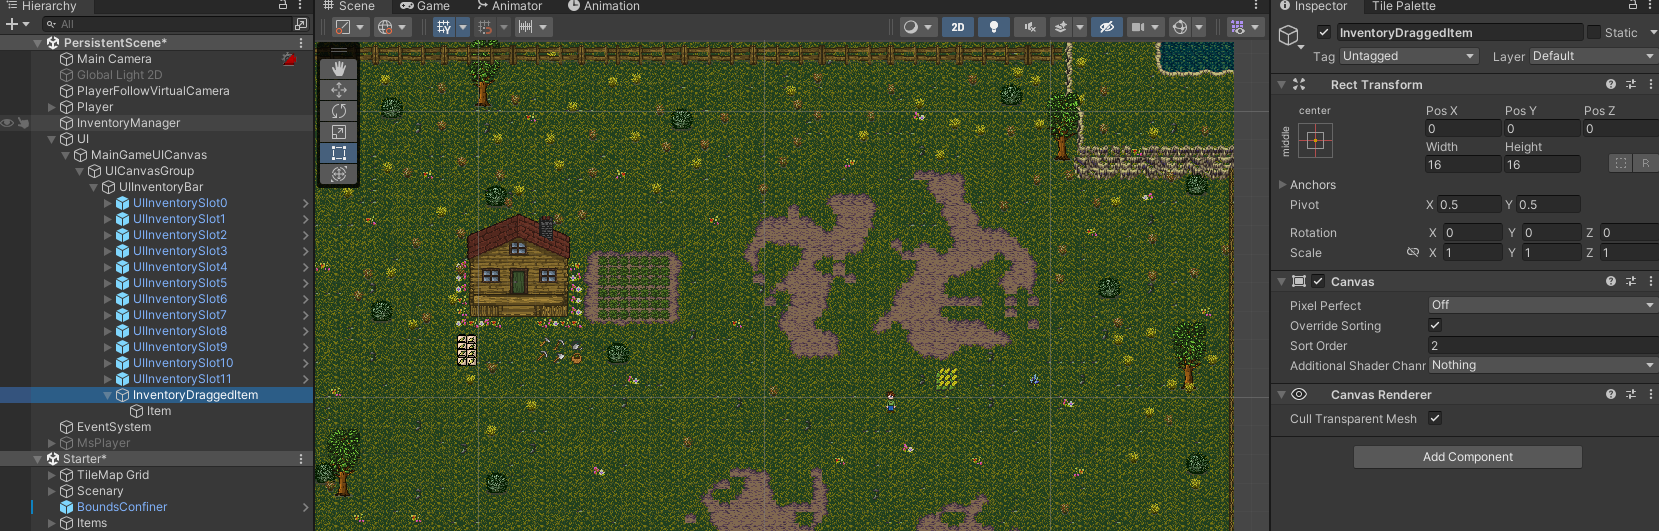 Hierarchy
All
PersistentScene*
Main Camera
Global Light 2D
PlayerFollowVirtualCamera
Player
InventoryManager
UI
MainGameUICanvas
UICanvasGroup
UIInventoryBar
UIInventorySlot0
UIInventorySlot1
UIInventorySlot2
UIInventorySlot3
UIInventorySlot4
UIInventorySlot5
UIInventorySlot6
UIInventorySlot7
UIInventorySlot8
UIInventorySlot9
UIInventorySlot10
UIInventorySlot11
InventoryDraggedItem
Item
EventSystem
MsPlayer
Starter*
TileMap Grid
Scenary
BoundsConfiner
Items
Scene Game Animator Animation
2D
Inspector Tile Palette
InventoryDraggedItem Static
Tag Untagged Layer Default
Rect Transform
center
middle
Pos X Pos Y Pos Z
0 0 0
Width Height
16 16
R
Anchors
Pivot X 0.5 Y 0.5
Rotation X 0 Y 0 Z 0
Scale X 1 Y 1 Z 1
Canvas
Pixel Perfect Off
Override Sorting
Sort Order 2
Additional Shader Chanr Nothing
Canvas Renderer
Cull Transparent Mesh
Add Component